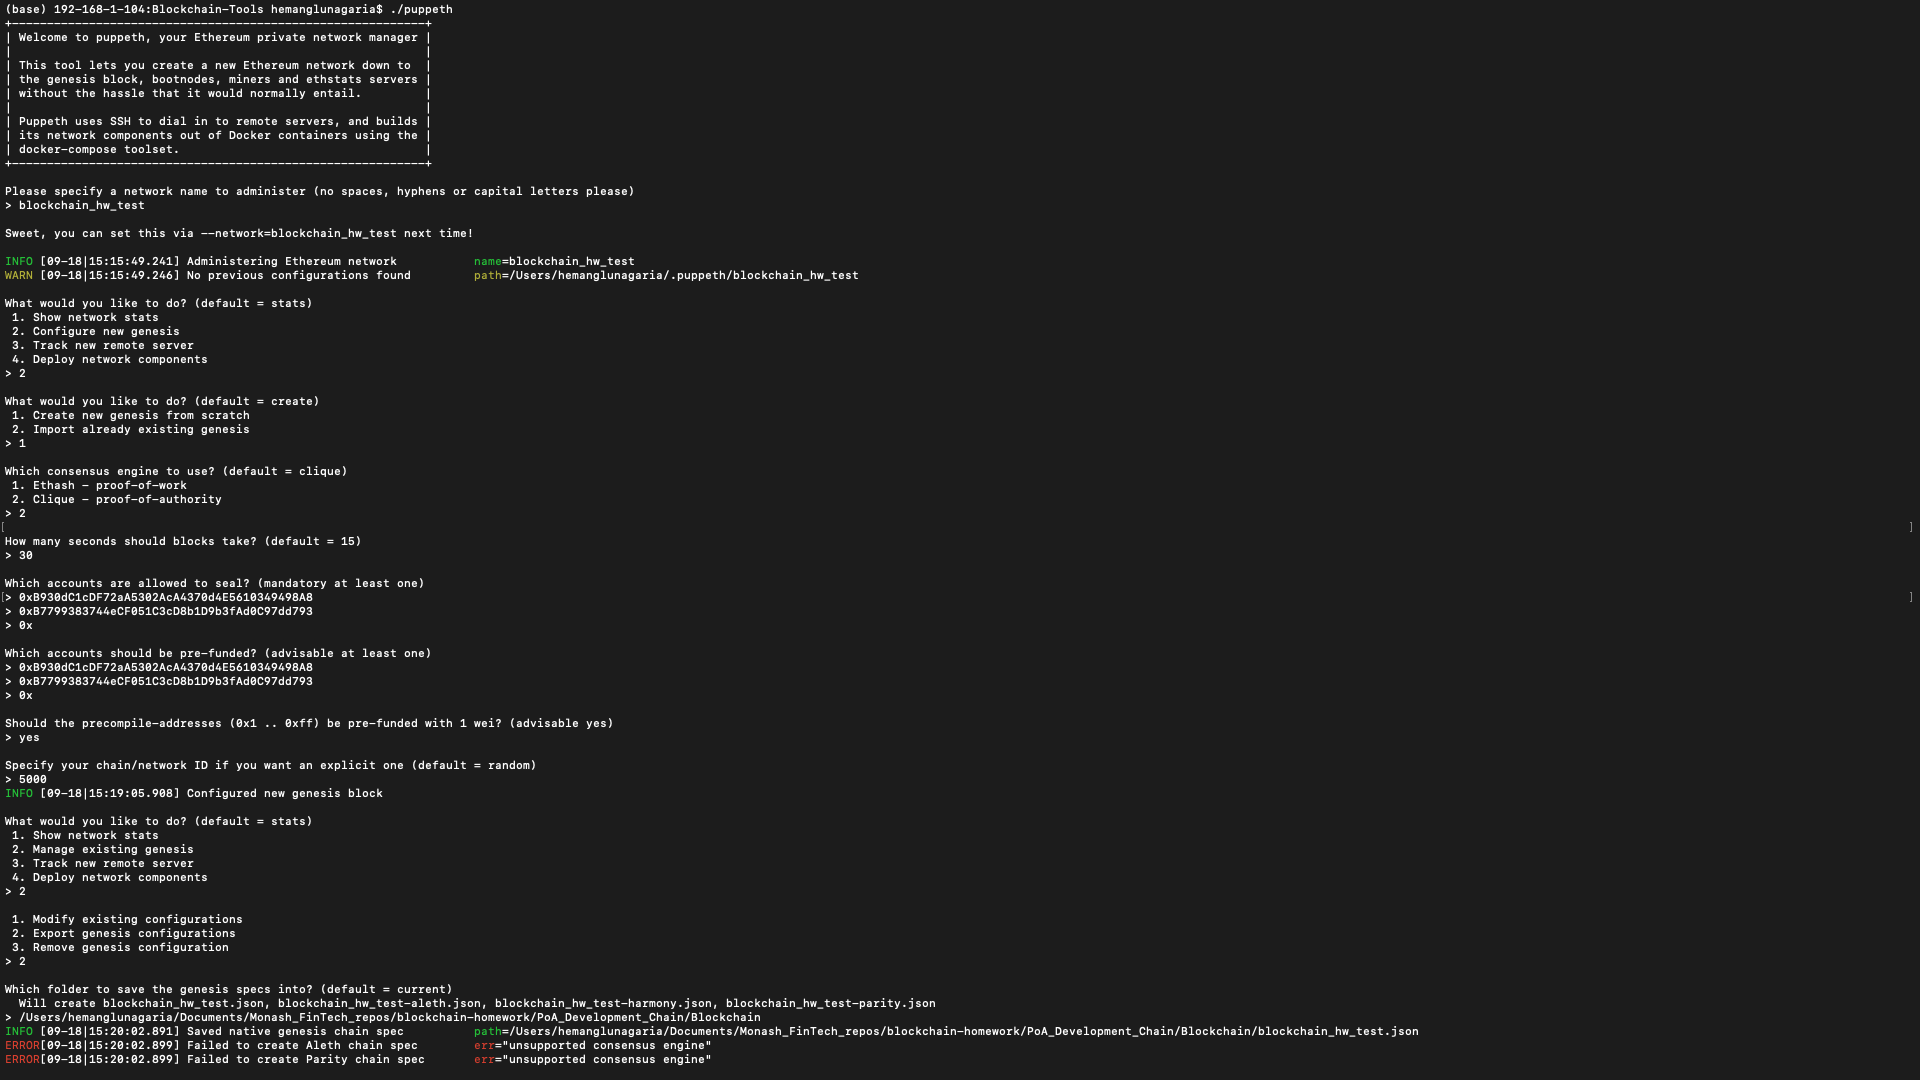 (base) 192-168-1-104:Blockchain-Tools hemanglunagaria$ ./puppeth
+-----------------------------------------------------------+
| Welcome to puppeth, your Ethereum private network manager |
|                                                           |
| This tool lets you create a new Ethereum network down to  |
| the genesis block, bootnodes, miners and ethstats servers |
| without the hassle that it would normally entail.         |
|                                                           |
| Puppeth uses SSH to dial in to remote servers, and builds |
| its network components out of Docker containers using the |
| docker-compose toolset.                                   |
+-----------------------------------------------------------+
Please specify a network name to administer (no spaces, hyphens or capital letters please)
> blockchain_hw_test
Sweet, you can set this via --network=blockchain_hw_test next time!
INFO [09-18|15:15:49.241] Administering Ethereum network           name=blockchain_hw_test
WARN [09-18|15:15:49.246] No previous configurations found         path=/Users/hemanglunagaria/.puppeth/blockchain_hw_test
What would you like to do? (default = stats)
 1. Show network stats
 2. Configure new genesis
 3. Track new remote server
 4. Deploy network components
> 2
What would you like to do? (default = create)
 1. Create new genesis from scratch
 2. Import already existing genesis
> 1
Which consensus engine to use? (default = clique)
 1. Ethash - proof-of-work
 2. Clique - proof-of-authority
> 2
[ ]
How many seconds should blocks take? (default = 15)
> 30
Which accounts are allowed to seal? (mandatory at least one)
[> 0xB930dC1cDF72aA5302AcA4370d4E5610349498A8 ]
> 0xB7799383744eCF051C3cD8b1D9b3fAd0C97dd793
> 0x
Which accounts should be pre-funded? (advisable at least one)
> 0xB930dC1cDF72aA5302AcA4370d4E5610349498A8
> 0xB7799383744eCF051C3cD8b1D9b3fAd0C97dd793
> 0x
Should the precompile-addresses (0x1 .. 0xff) be pre-funded with 1 wei? (advisable yes)
> yes
Specify your chain/network ID if you want an explicit one (default = random)
> 5000
INFO [09-18|15:19:05.908] Configured new genesis block
What would you like to do? (default = stats)
 1. Show network stats
 2. Manage existing genesis
 3. Track new remote server
 4. Deploy network components
> 2
 1. Modify existing configurations
 2. Export genesis configurations
 3. Remove genesis configuration
> 2
Which folder to save the genesis specs into? (default = current)
  Will create blockchain_hw_test.json, blockchain_hw_test-aleth.json, blockchain_hw_test-harmony.json, blockchain_hw_test-parity.json
> /Users/hemanglunagaria/Documents/Monash_FinTech_repos/blockchain-homework/PoA_Development_Chain/Blockchain
INFO [09-18|15:20:02.891] Saved native genesis chain spec          path=/Users/hemanglunagaria/Documents/Monash_FinTech_repos/blockchain-homework/PoA_Development_Chain/Blockchain/blockchain_hw_test.json
ERROR[09-18|15:20:02.899] Failed to create Aleth chain spec        err="unsupported consensus engine"
ERROR[09-18|15:20:02.899] Failed to create Parity chain spec       err="unsupported consensus engine"